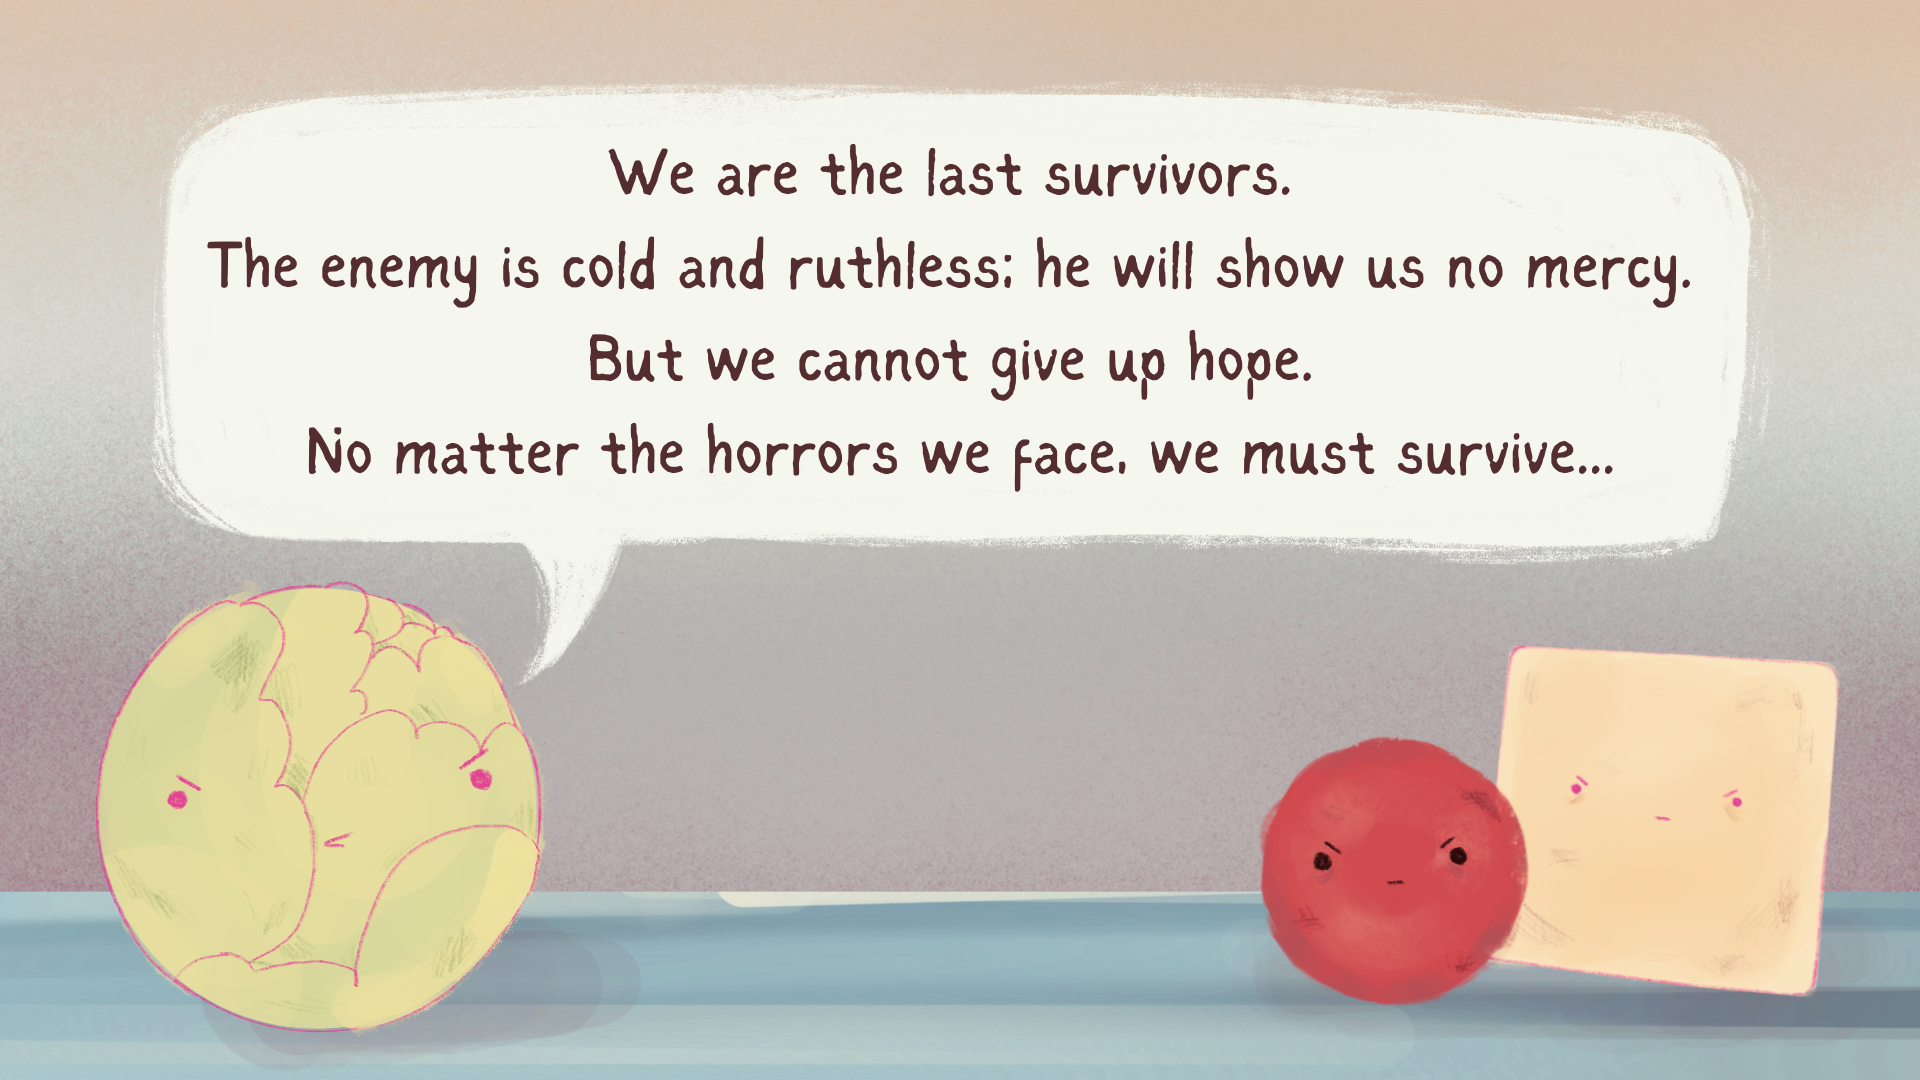 We are the last survivors.
The enemy is cold and ruthless; he will show us no mercy.
But we cannot give up hope.
No matter the horrors we face, we must survive...